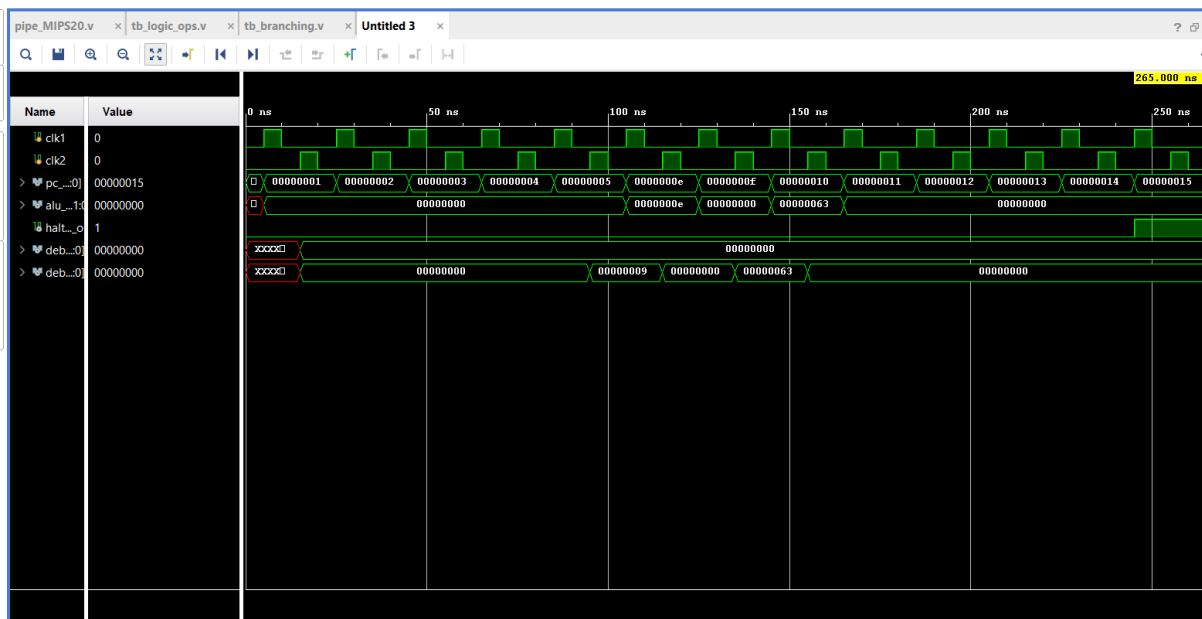 pipe_MIPS20.v × tb_logic_ops.v × tb_branching.v × Untitled 3 × ?
265.000 ns
Name Value
0 ns 50 ns 100 ns 150 ns 200 ns 250 ns
clk1 0
clk2 0
pc_...:0] 00000015 00000001 00000002 00000003 00000004 00000005 0000000e 0000000f 00000010 00000011 00000012 00000013 00000014 00000015
alu_...1:0 00000000 00000000 0000000e 00000000 00000063 00000000
halt..._o 1
deb...:0] 00000000 XXXX 00000000
deb...:0] 00000000 XXXX 00000000 00000009 00000000 00000063 00000000